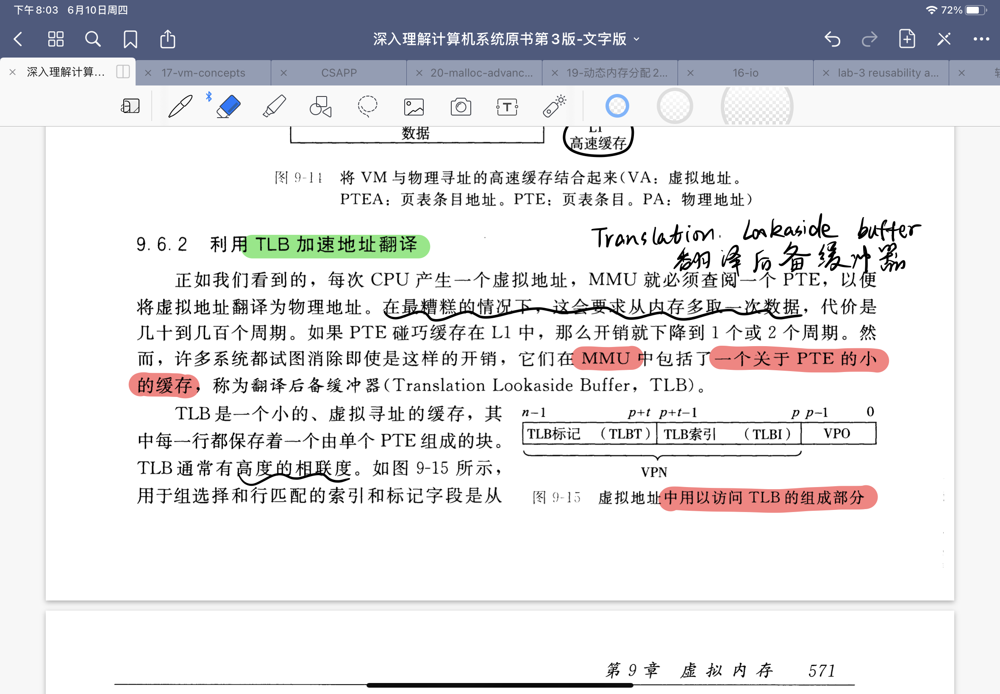 下午8:03 6月10日周四 72%
深入理解计算机系统原书第3版-文字版
深入理解计算... 17-vm-concepts CSAPP 20-malloc-advanc... 19-动态内存分配2... 16-io lab-3 reusability a...
数据
L1
高速缓存
图 9-14 将 VM 与物理寻址的高速缓存结合起来(VA：虚拟地址。
PTEA：页表条目地址。PTE：页表条目。PA：物理地址)
Translation Lookaside buffer
翻译后备缓冲器
9.6.2 利用 TLB 加速地址翻译
正如我们看到的，每次 CPU 产生一个虚拟地址，MMU 就必须查阅一个 PTE，以便
将虚拟地址翻译为物理地址。在最糟糕的情况下，这会要求从内存多取一次数据，代价是
几十到几百个周期。如果 PTE 碰巧缓存在 L1 中，那么开销就下降到 1 个或 2 个周期。然
而，许多系统都试图消除即使是这样的开销，它们在 MMU 中包括了一个关于 PTE 的小
的缓存，称为翻译后备缓冲器(Translation Lookaside Buffer，TLB)。
TLB 是一个小的、虚拟寻址的缓存，其
中每一行都保存着一个由单个 PTE 组成的块。
TLB 通常有高度的相联度。如图 9-15 所示，
用于组选择和行匹配的索引和标记字段是从
n-1 p+t p+t-1 p p-1 0
TLB标记 （TLBT） TLB索引 （TLBI） VPO
VPN
图 9-15 虚拟地址中用以访问 TLB 的组成部分
第 9 章 虚拟内存 571